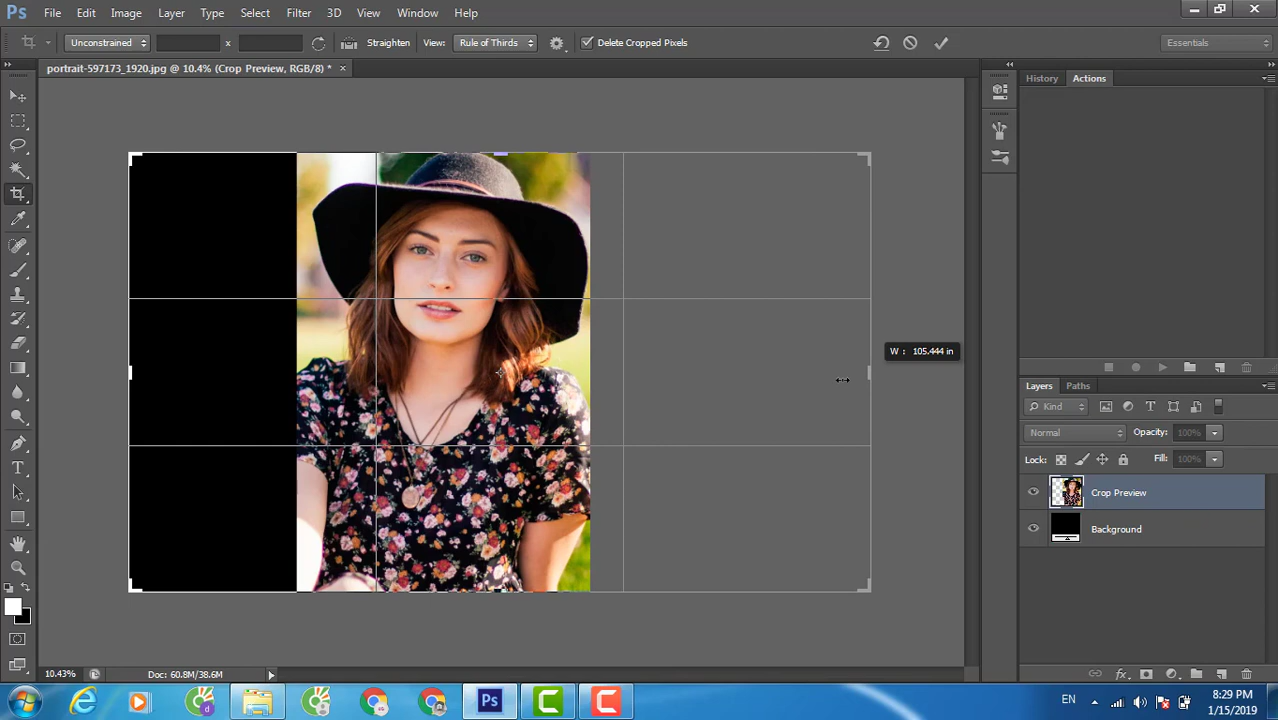 Ps File Edit Image Layer Type Select Filter 3D View Window Help
Unconstrained x Straighten View: Rule of Thirds Delete Cropped Pixels Essentials
portrait-597173_1920.jpg @ 10.4% (Crop Preview, RGB/8) * ×
History Actions
W : 105.444 in
Layers Paths
Kind
Normal Opacity: 100%
Lock: Fill: 100%
Crop Preview
Background
10.43% Doc: 60.8M/38.6M
EN 8:29 PM
1/15/2019